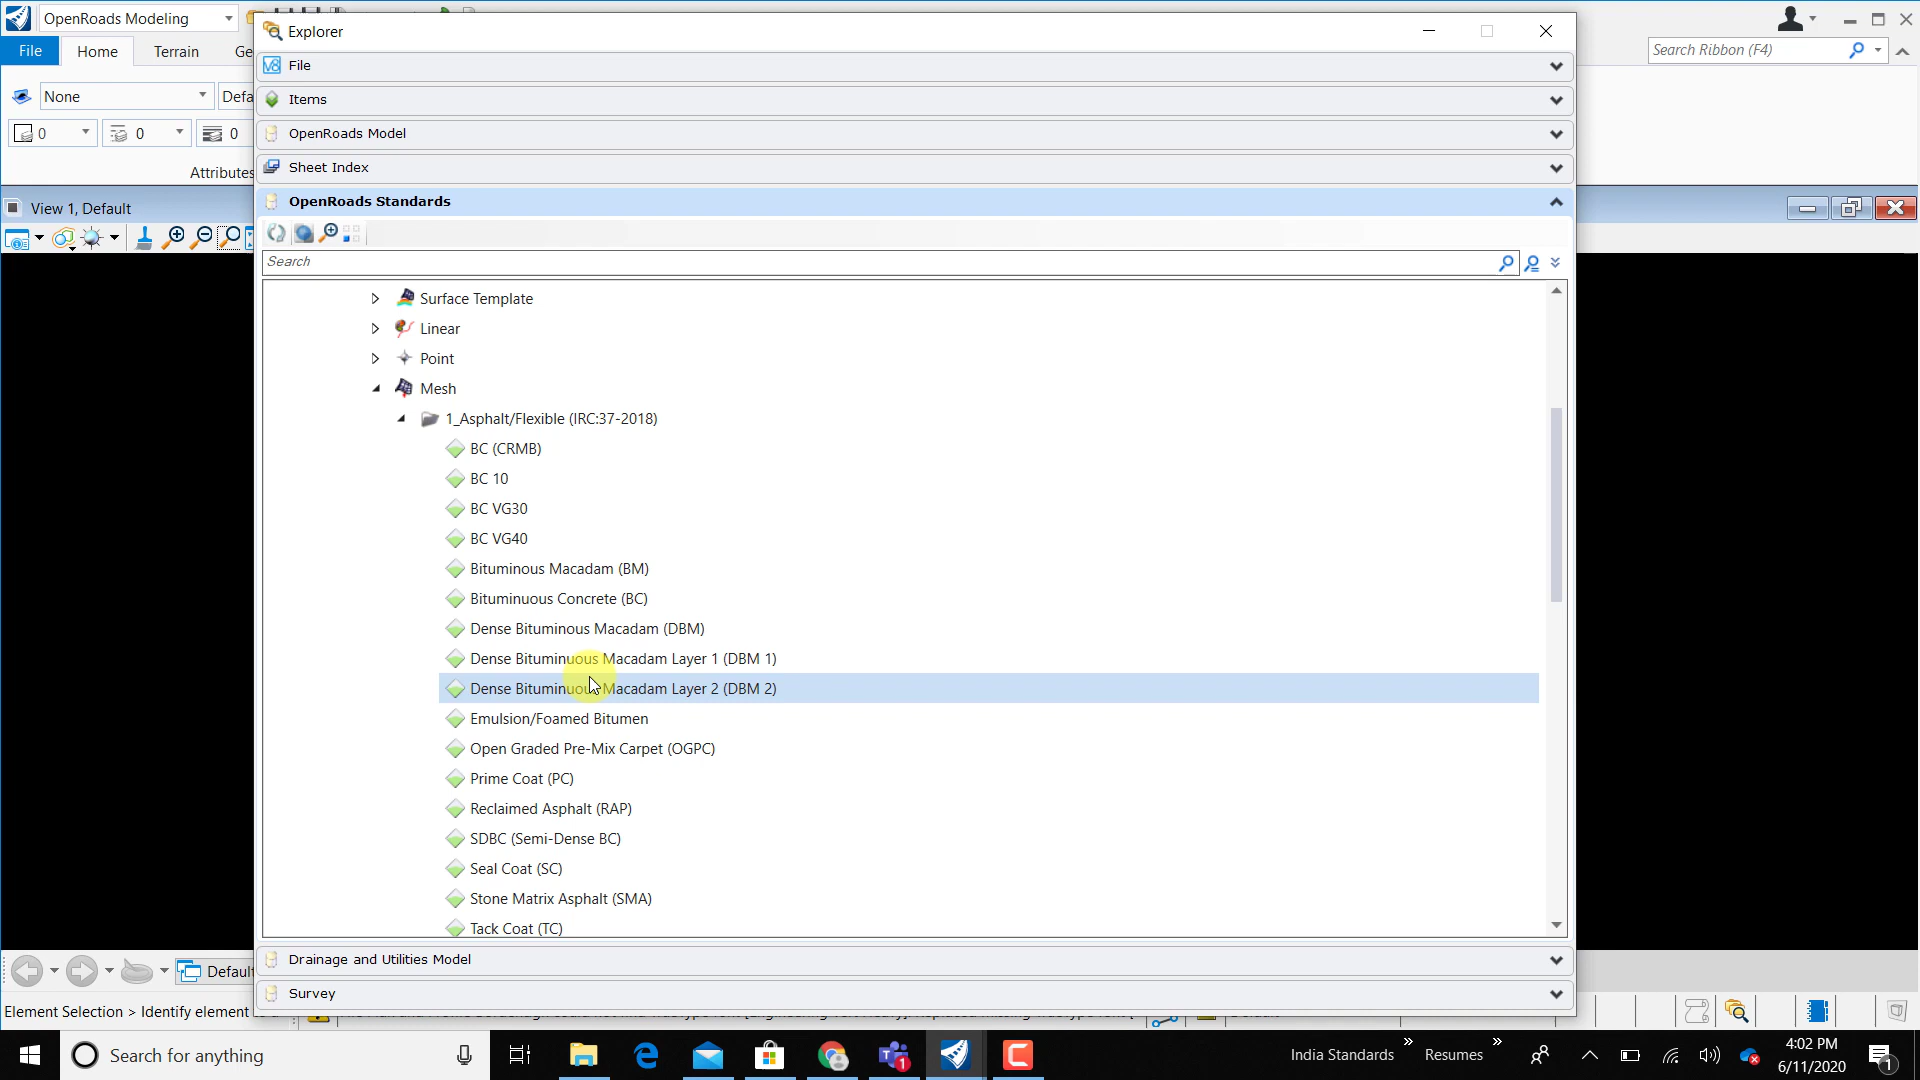 OpenRoads Modeling
Explorer
File
Home
Terrain
Ge
Search Ribbon (F4)
File
Items
None
Defa
OpenRoads Model
0
0
0
Sheet Index
Attributes
OpenRoads Standards
View 1, Default
Search
Surface Template
Linear
Point
Mesh
1_Asphalt/Flexible (IRC:37-2018)
BC (CRMB)
BC 10
BC VG30
BC VG40
Bituminous Macadam (BM)
Bituminuous Concrete (BC)
Dense Bituminous Macadam (DBM)
Dense Bituminuous Macadam Layer 1 (DBM 1)
Dense Bituminuous Macadam Layer 2 (DBM 2)
Emulsion/Foamed Bitumen
Open Graded Pre-Mix Carpet (OGPC)
Prime Coat (PC)
Reclaimed Asphalt (RAP)
SDBC (Semi-Dense BC)
Seal Coat (SC)
Stone Matrix Asphalt (SMA)
Tack Coat (TC)
Drainage and Utilities Model
Default
Survey
Element Selection > Identify element
Search for anything
India Standards
Resumes
4:02 PM
6/11/2020
1
1